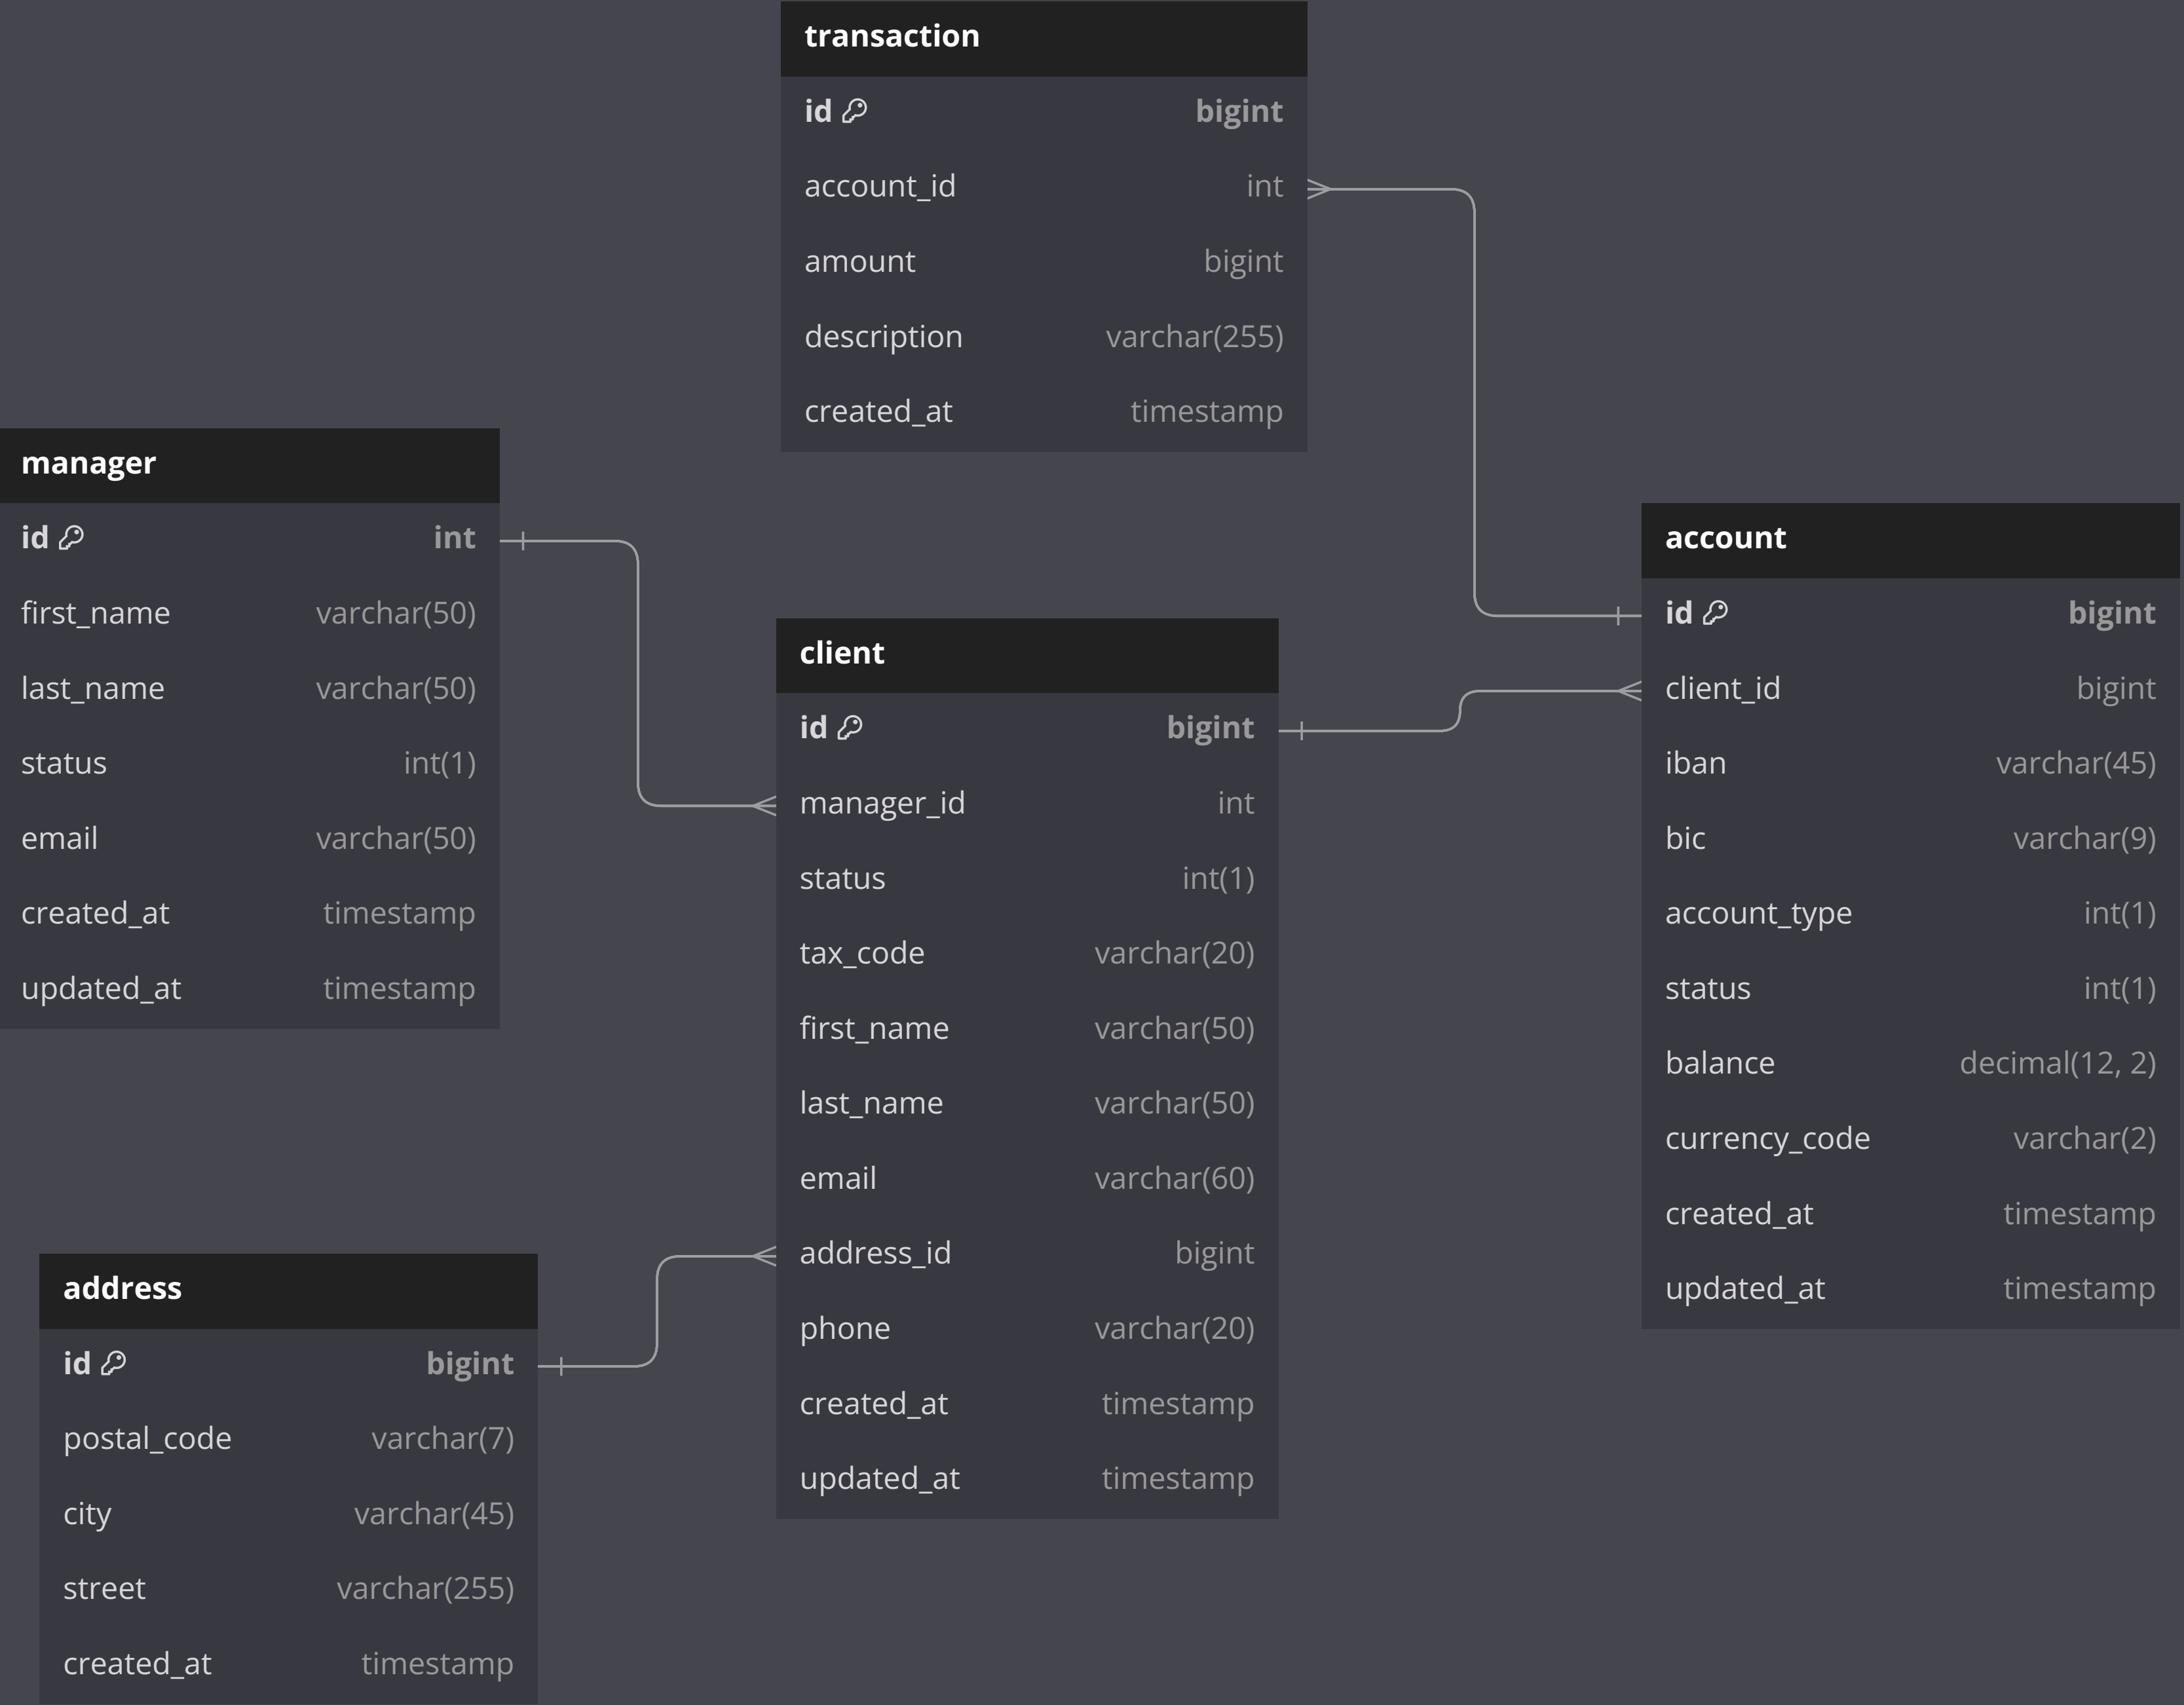 transaction
id bigint
account_id int
amount bigint
description varchar(255)
created_at timestamp
manager
id int
first_name varchar(50)
last_name varchar(50)
status int(1)
email varchar(50)
created_at timestamp
updated_at timestamp
client
id bigint
manager_id int
status int(1)
tax_code varchar(20)
first_name varchar(50)
last_name varchar(50)
email varchar(60)
address_id bigint
phone varchar(20)
created_at timestamp
updated_at timestamp
account
id bigint
client_id bigint
iban varchar(45)
bic varchar(9)
account_type int(1)
status int(1)
balance decimal(12, 2)
currency_code varchar(2)
created_at timestamp
updated_at timestamp
address
id bigint
postal_code varchar(7)
city varchar(45)
street varchar(255)
created_at timestamp